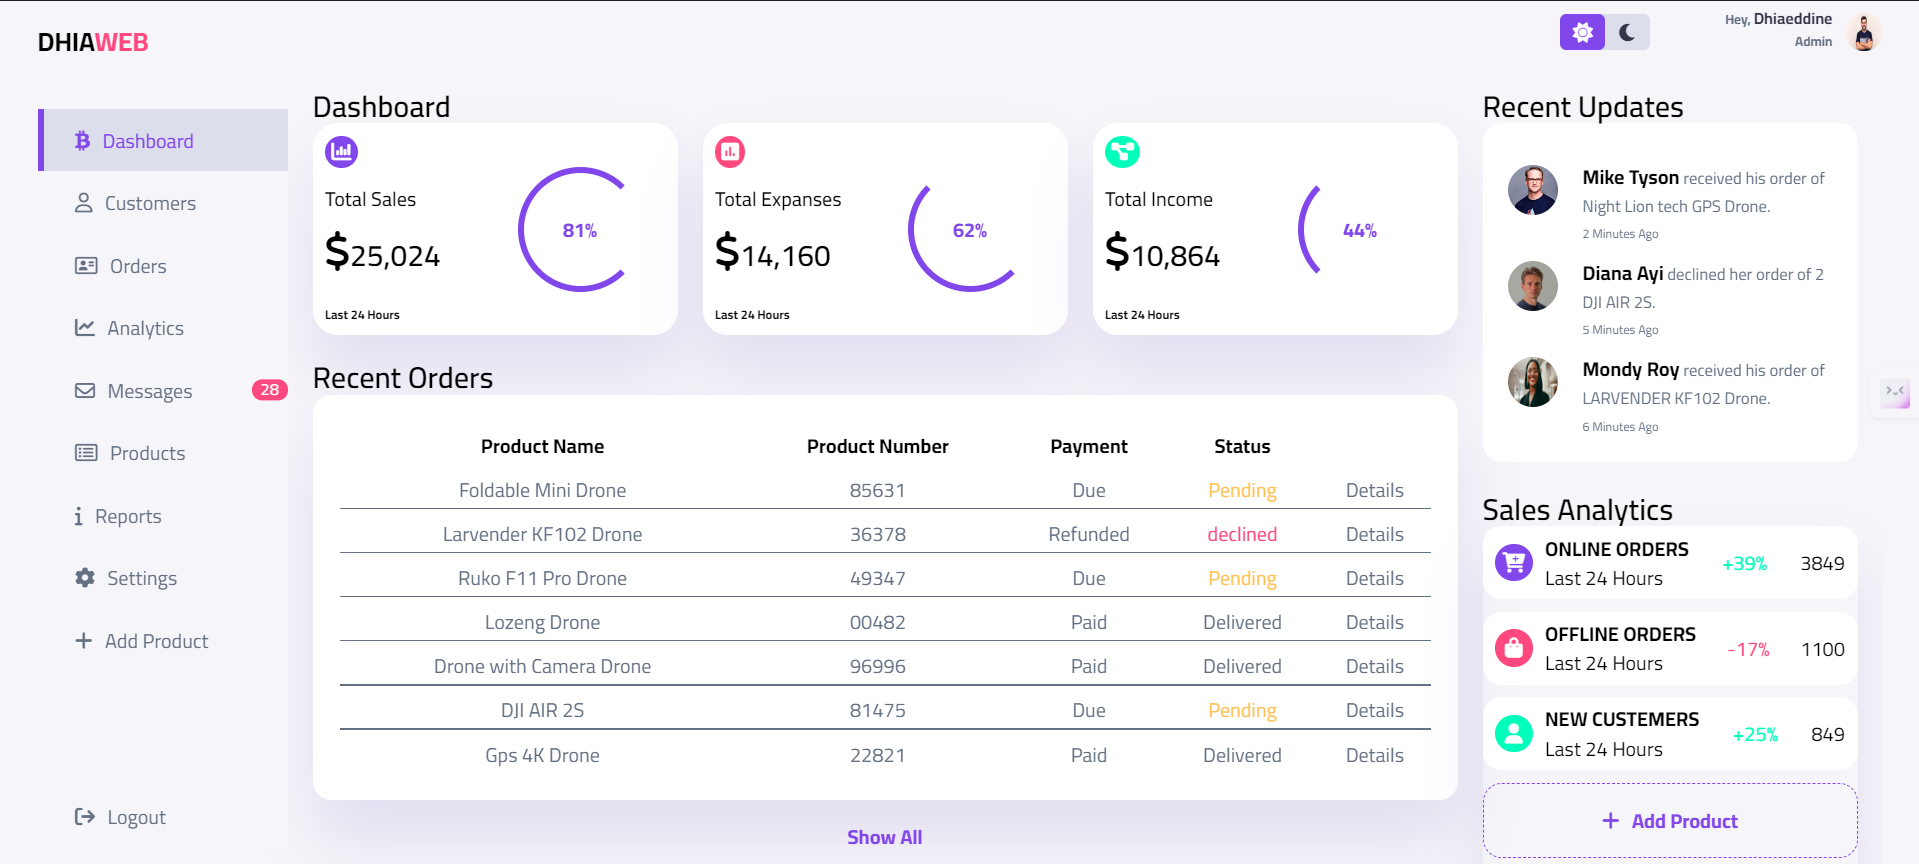 DHIAWEB
Hey, Dhiaeddine
Admin
Dashboard
Customers
Orders
Analytics
Messages 28
Products
Reports
Settings
Add Product
Logout
Dashboard
Total Sales
$25,024
81%
Last 24 Hours
Total Expanses
$14,160
62%
Last 24 Hours
Total Income
$10,864
44%
Last 24 Hours
Recent Orders
Product Name Product Number Payment Status
Foldable Mini Drone 85631 Due Pending Details
Larvender KF102 Drone 36378 Refunded declined Details
Ruko F11 Pro Drone 49347 Due Pending Details
Lozeng Drone 00482 Paid Delivered Details
Drone with Camera Drone 96996 Paid Delivered Details
DJI AIR 2S 81475 Due Pending Details
Gps 4K Drone 22821 Paid Delivered Details
Show All
Recent Updates
Mike Tyson received his order of
Night Lion tech GPS Drone.
2 Minutes Ago
Diana Ayi declined her order of 2
DJI AIR 2S.
5 Minutes Ago
Mondy Roy received his order of
LARVENDER KF102 Drone.
6 Minutes Ago
Sales Analytics
ONLINE ORDERS
Last 24 Hours
+39% 3849
OFFLINE ORDERS
Last 24 Hours
-17% 1100
NEW CUSTEMERS
Last 24 Hours
+25% 849
Add Product